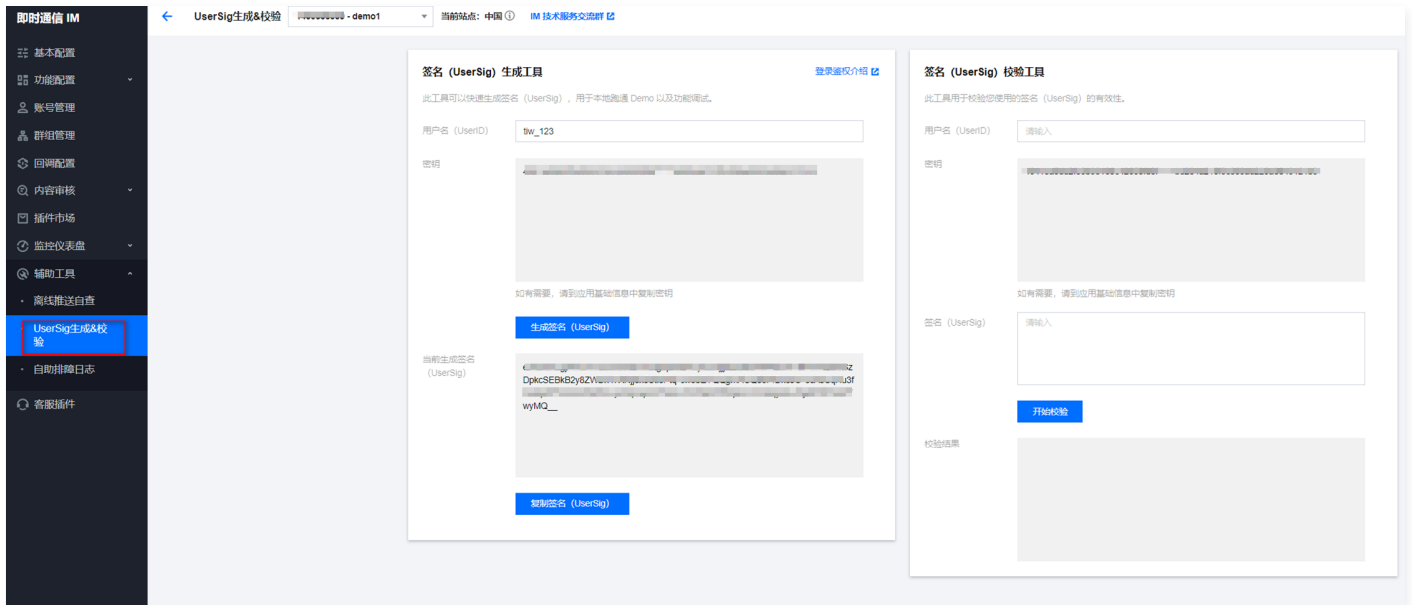 即时通信 IM
UserSig生成&校验
- demo1
当前站点：中国
IM 技术服务交流群
基本配置
功能配置
账号管理
群组管理
回调配置
内容审核
插件市场
监控仪表盘
辅助工具
离线推送自查
UserSig生成&校
验
自助排障日志
客服插件
签名（UserSig）生成工具
登录鉴权介绍
此工具可以快速生成签名（UserSig），用于本地跑通 Demo 以及功能调试。
用户名（UserID）
tiw_123
密钥
如有需要，请到应用基础信息中复制密钥
生成签名（UserSig）
当前生成签名
（UserSig）
wyMQ__
复制签名（UserSig）
签名（UserSig）校验工具
此工具用于校验您使用的签名（UserSig）的有效性。
用户名（UserID）
请输入
密钥
如有需要，请到应用基础信息中复制密钥
签名（UserSig）
请输入
开始校验
校验结果